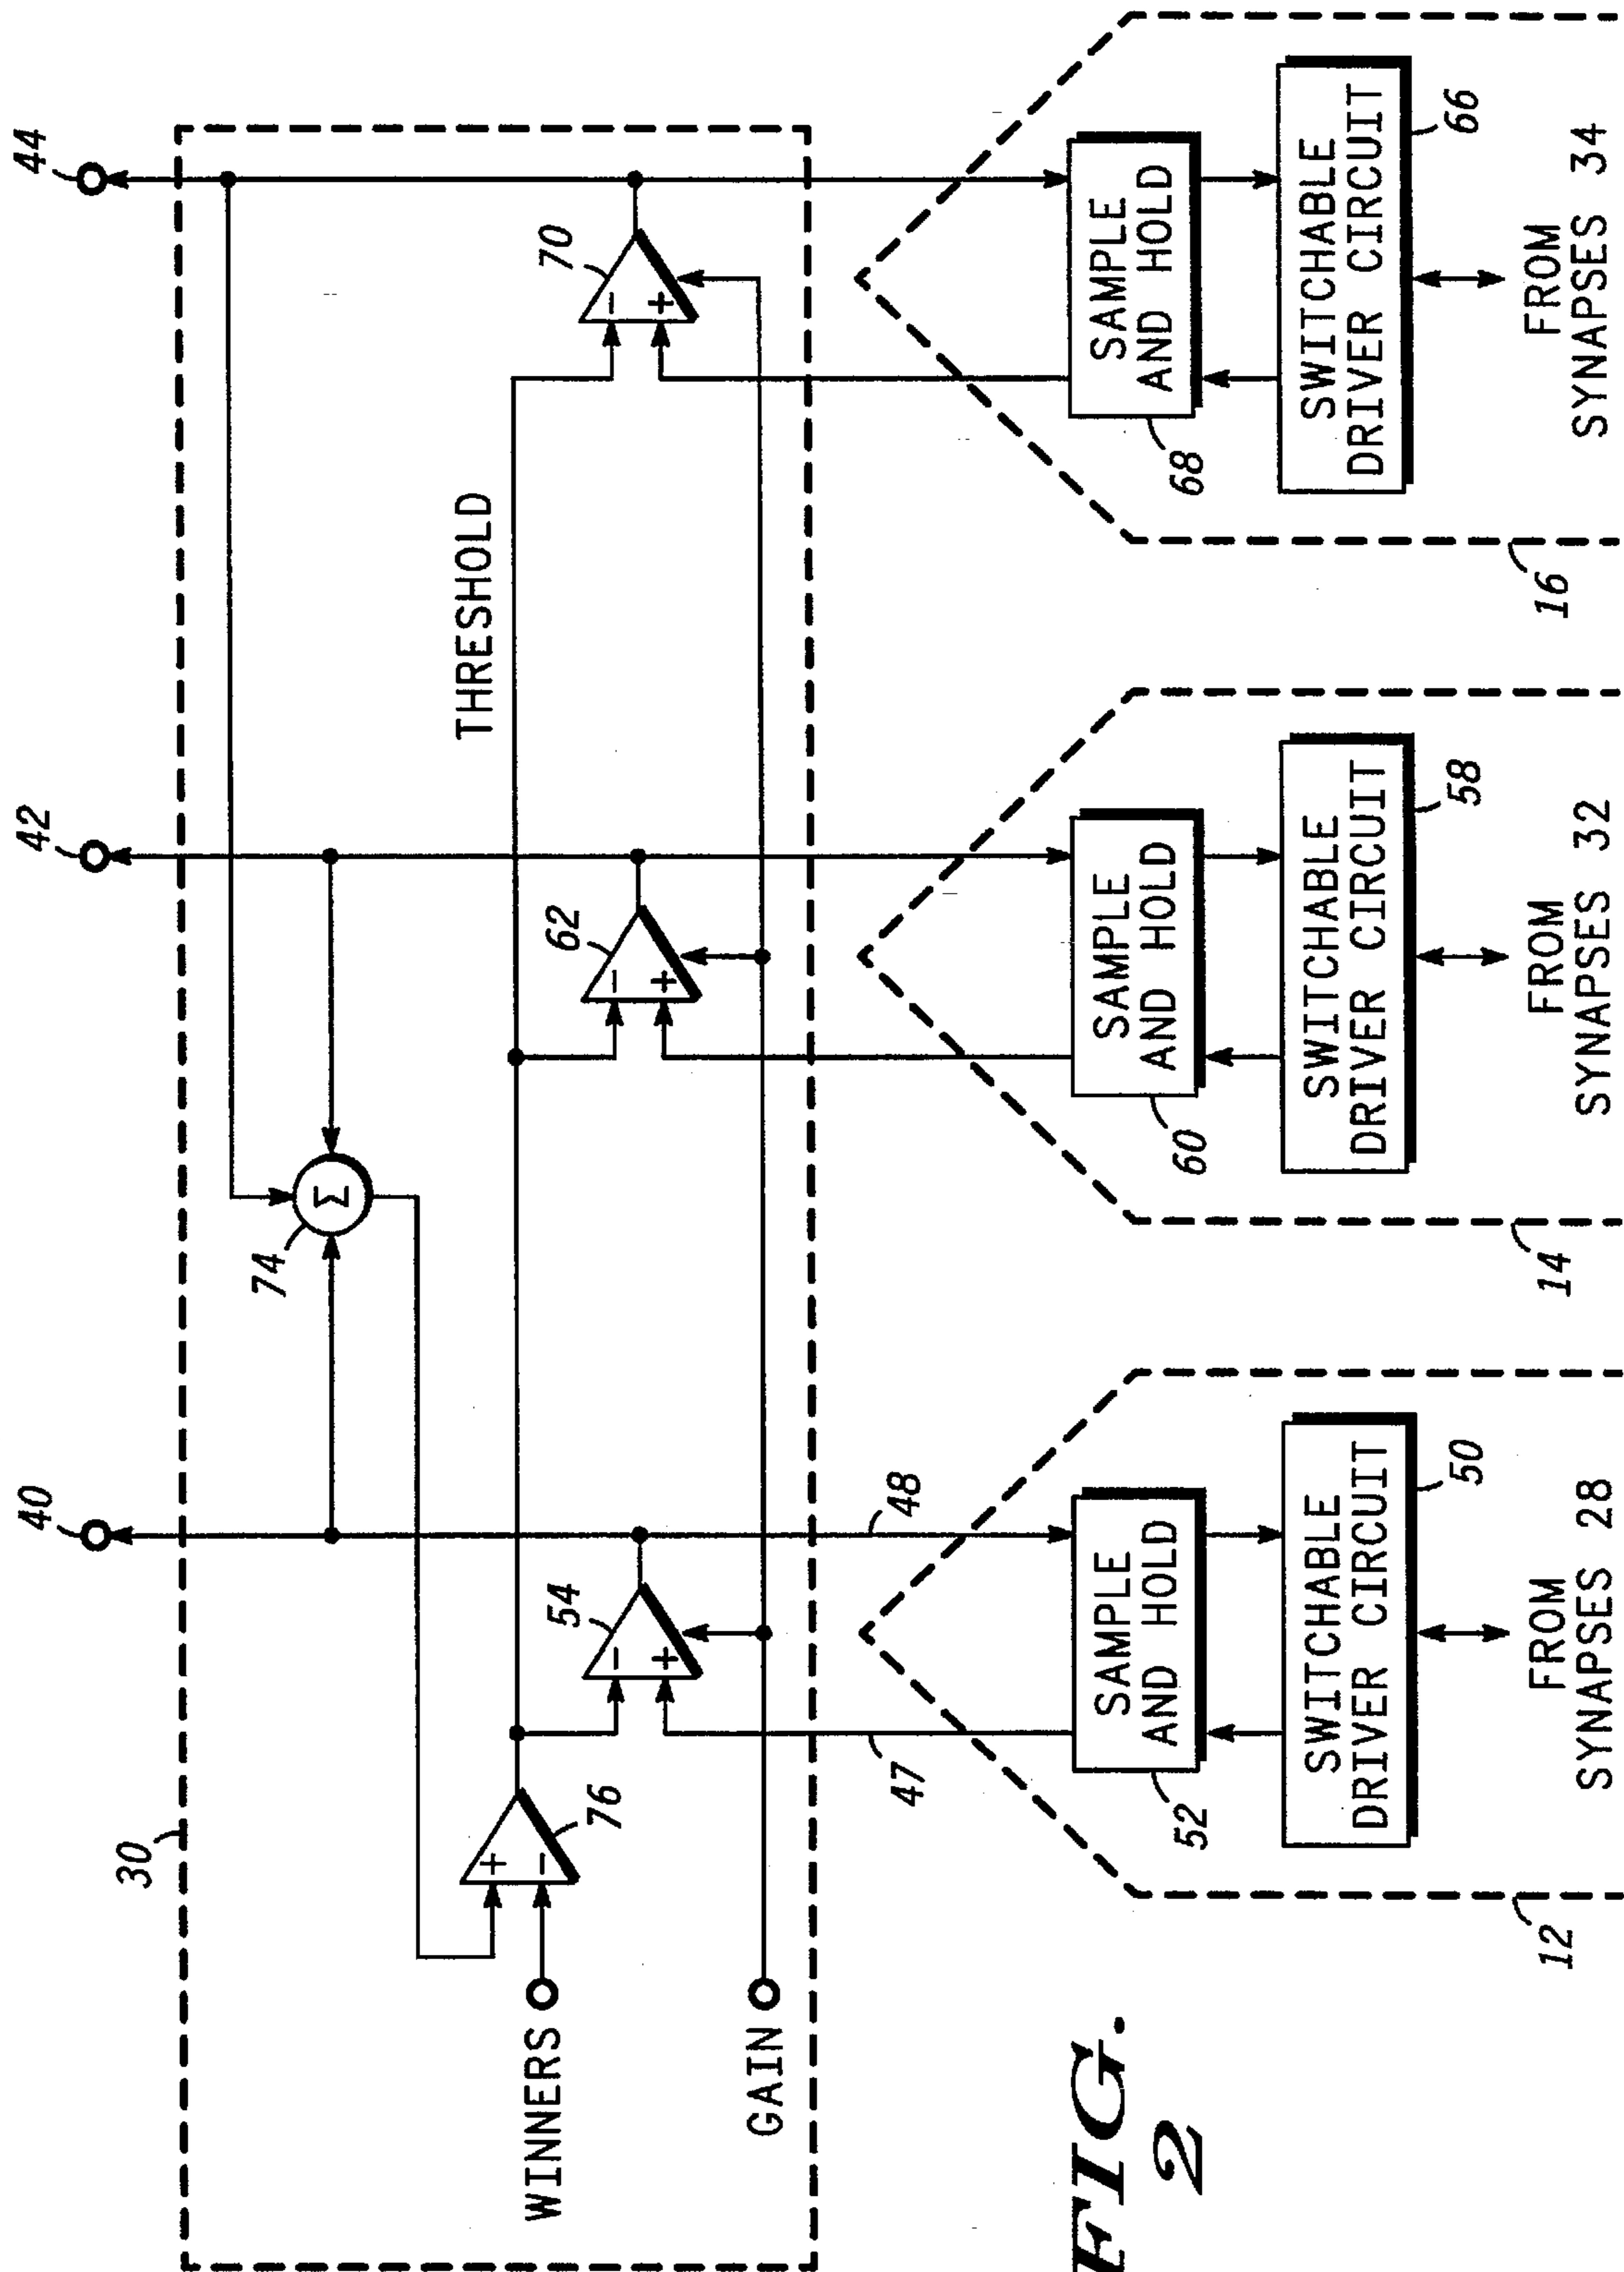 40
42
44
30
74
Σ
WINNERS
+
−
76
THRESHOLD
54
−
+
62
−
+
70
−
+
GAIN
47
48
52
SAMPLE
AND HOLD
60
SAMPLE
AND HOLD
68
SAMPLE
AND HOLD
SWITCHABLE
DRIVER CIRCUIT
50
SWITCHABLE
DRIVER CIRCUIT
58
SWITCHABLE
DRIVER CIRCUIT
66
12
FROM
SYNAPSES 28
14
FROM
SYNAPSES 32
16
FROM
SYNAPSES 34
FIG.
2